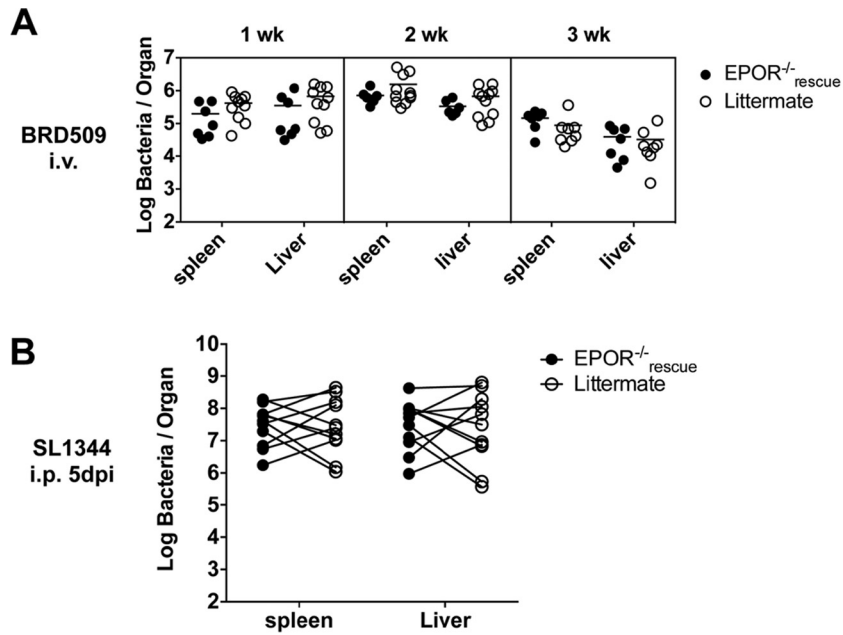 A
1 wk
2 wk
3 wk
BRD509
i.v.
Log Bacteria / Organ
7
6
5
4
3
2
spleen
Liver
spleen
liver
spleen
liver
EPOR-/-rescue
Littermate
B
SL1344
i.p. 5dpi
Log Bacteria / Organ
10
9
8
7
6
5
4
3
2
spleen
Liver
EPOR-/-rescue
Littermate